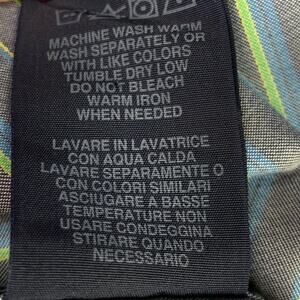 MACHINE WASH WARM
WASH SEPARATELY OR
WITH LIKE COLORS
TUMBLE DRY LOW
DO NOT BLEACH
WARM IRON
WHEN NEEDED
LAVARE IN LAVATRICE
CON AQUA CALDA
LAVARE SEPARAMENTE O
CON COLORI SIMILARI
ASCIUGARE A BASSE
TEMPERATURE NON
USARE CONDEGGINA
STIRARE QUANDO
NECESSARIO